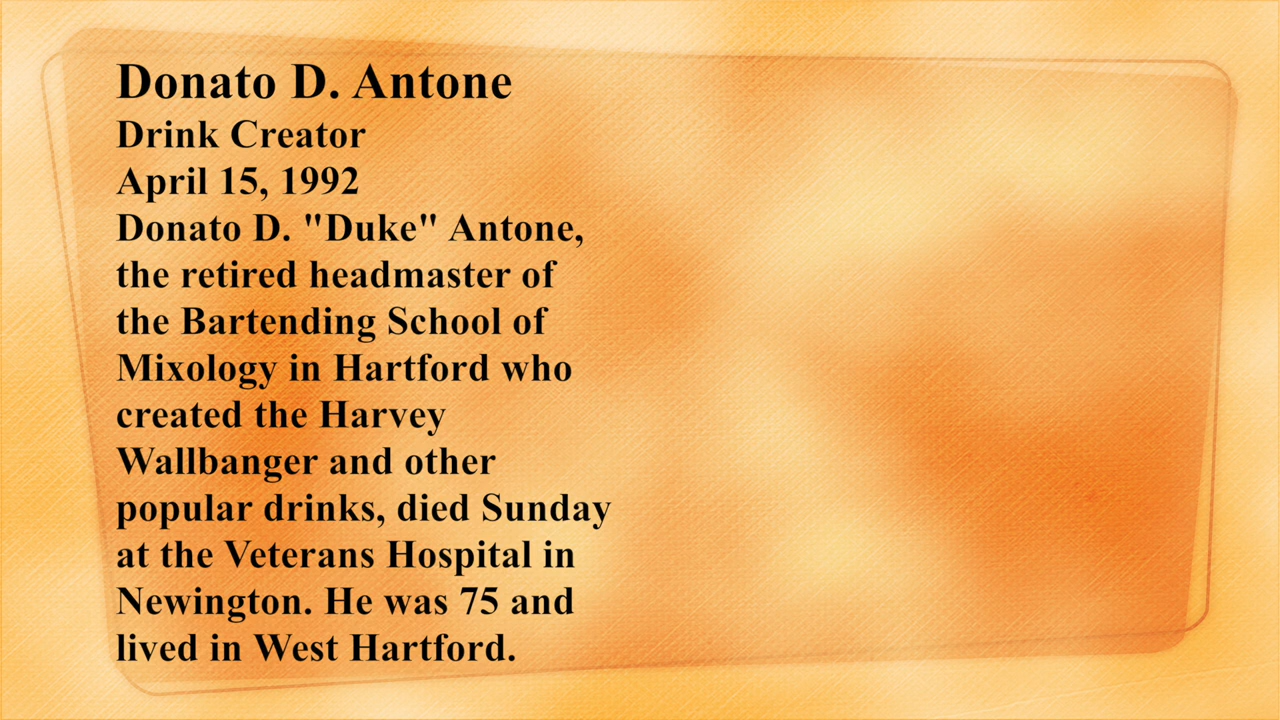 Donato D. Antone
Drink Creator
April 15, 1992
Donato D. "Duke" Antone,
the retired headmaster of
the Bartending School of
Mixology in Hartford who
created the Harvey
Wallbanger and other
popular drinks, died Sunday
at the Veterans Hospital in
Newington. He was 75 and
lived in West Hartford.